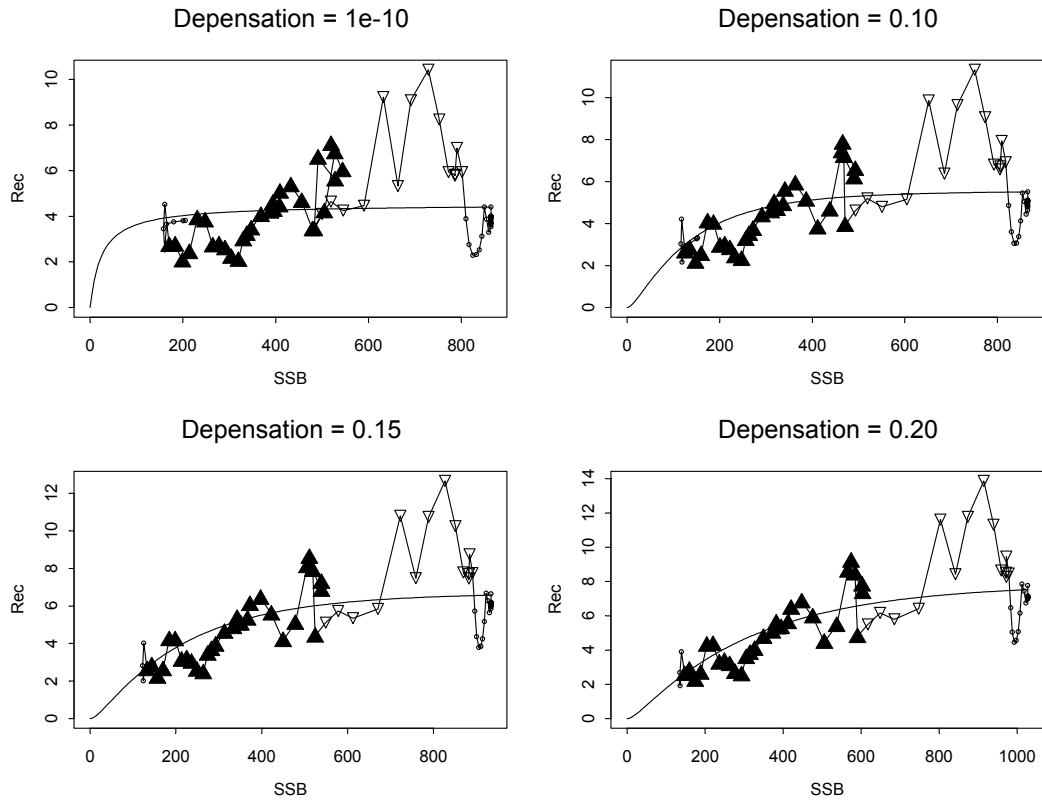 Depensation = 1e-10
Rec
10
8
6
4
2
0
0 200 400 600 800
SSB
Depensation = 0.10
Rec
10
8
6
4
2
0
0 200 400 600 800
SSB
Depensation = 0.15
Rec
12
10
8
6
4
2
0
0 200 400 600 800
SSB
Depensation = 0.20
Rec
14
12
10
8
6
4
2
0
0 200 400 600 800 1000
SSB